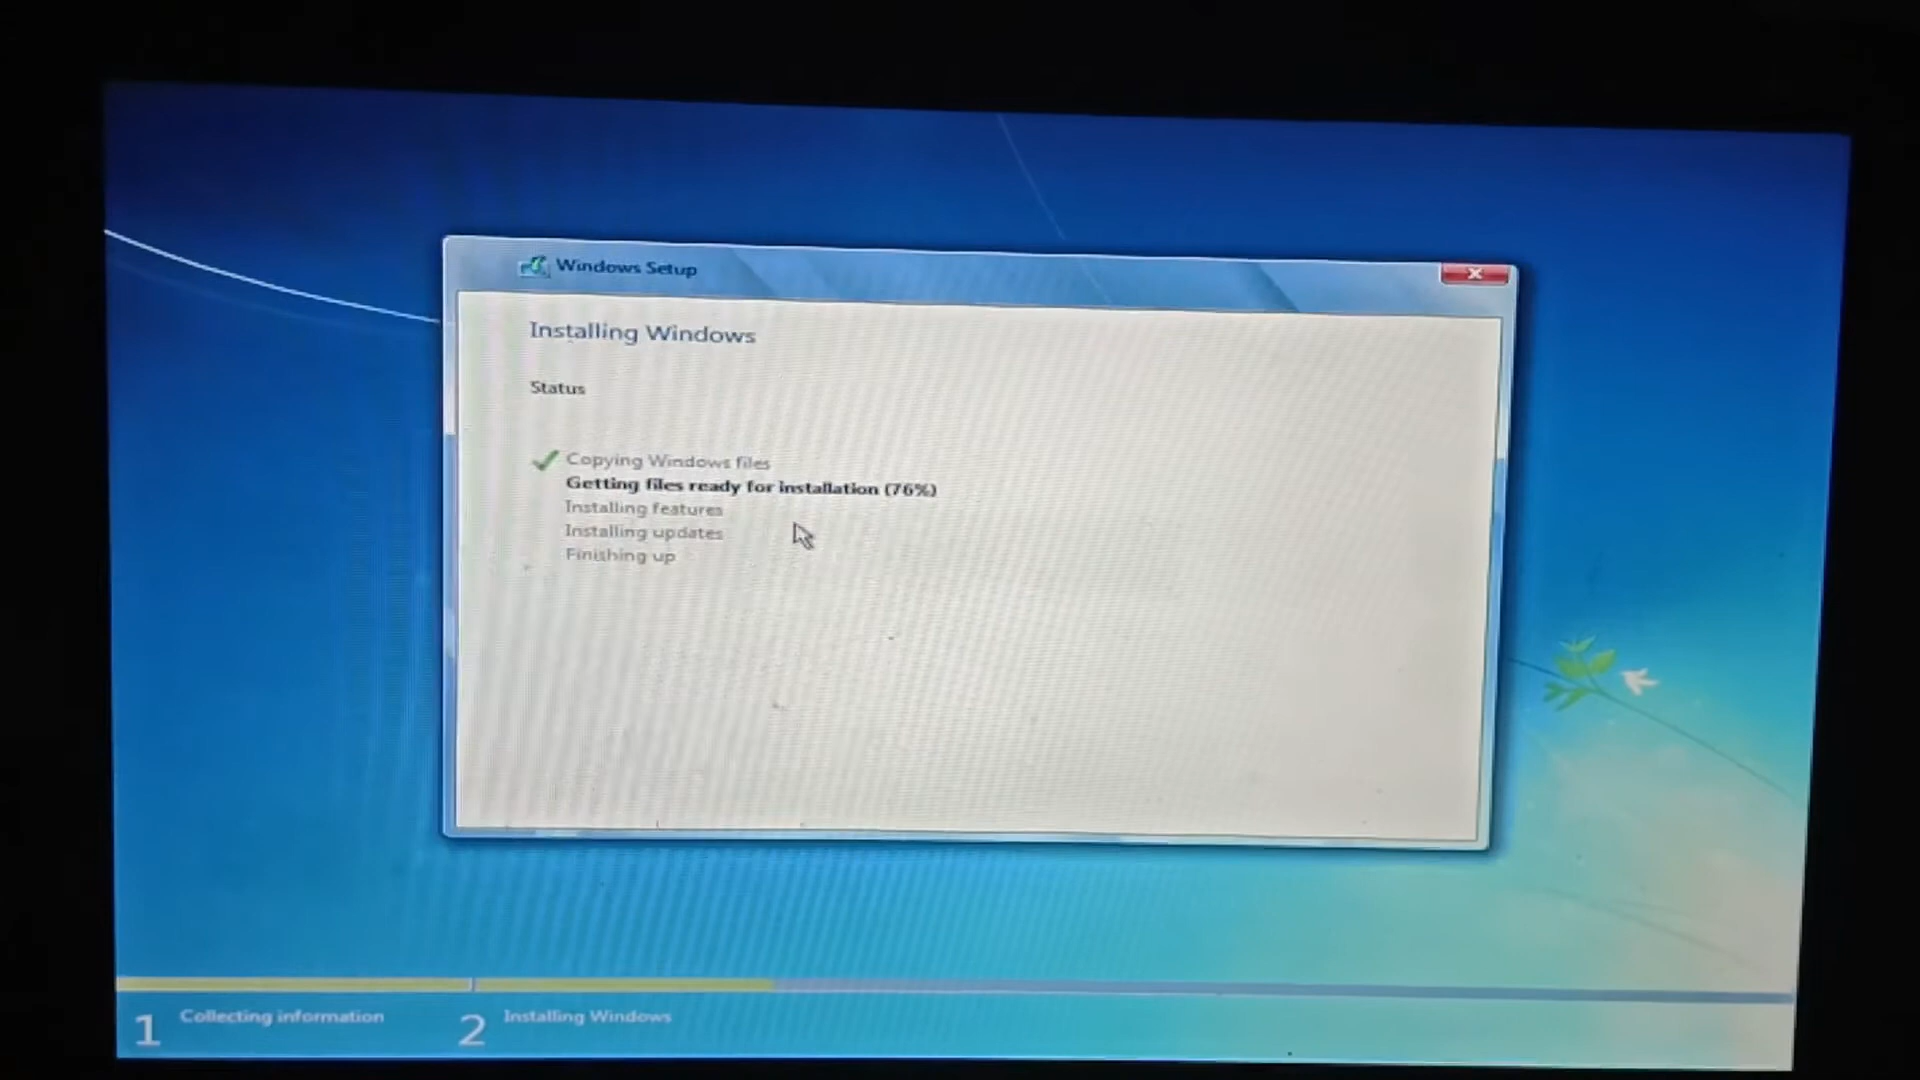 Windows Setup
Installing Windows
Status
Copying Windows files
Getting files ready for installation (76%)
Installing features
Installing updates
Finishing up
1 Collecting information
2 Installing Windows